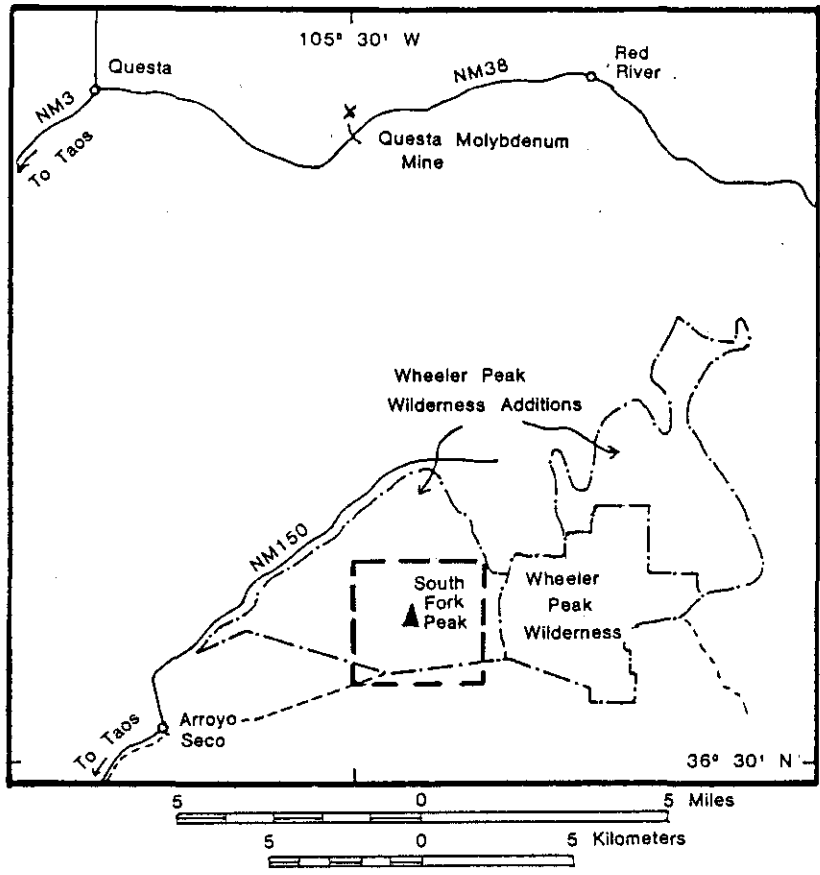 105° 30' W
Questa
NM3
To Taos
NM38
Red
River
Questa Molybdenum
Mine
Wheeler Peak
Wilderness Additions
NM150
South
Fork
Peak
Wheeler
Peak
Wilderness
Arroyo
Seco
To Taos
36° 30' N
5 0 5 Miles
5 0 5 Kilometers